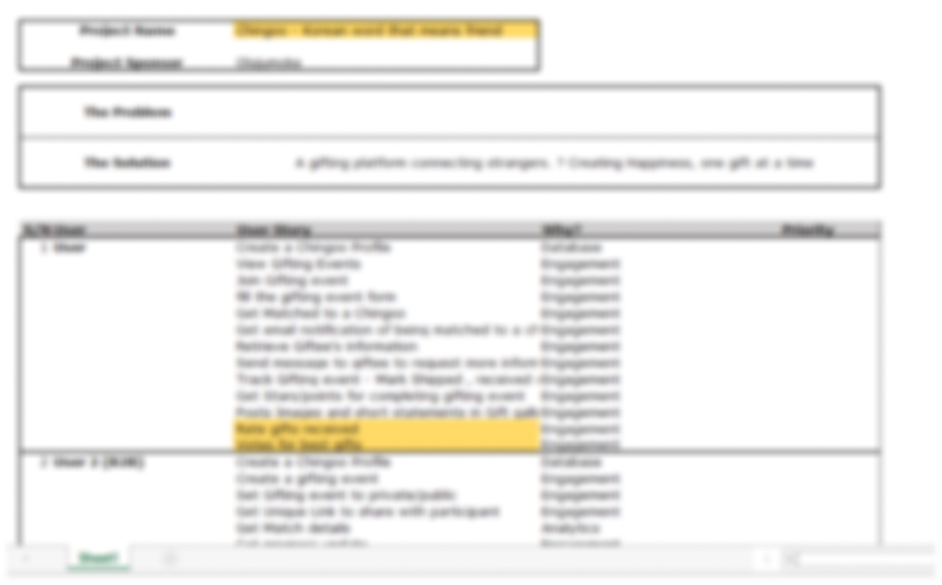 Project Name Chingoo - Korean word that means friend
Project Sponsor
The Problem
The Solution A gifting platform connecting strangers. ? Creating Happiness, one gift at a time
S/N User User Story Why? Priority
1 User Create a Chingoo Profile Database
View Gifting Events Engagement
Join Gifting event Engagement
fill the gifting event form Engagement
Get Matched to a Chingoo Engagement
Get email notification of being matched to a ch Engagement
Retrieve Giftee's information Engagement
Send message to giftee to request more inform Engagement
Track Gifting event - Mark Shipped , received Engagement
Get Stars/points for completing gifting event Engagement
Posts Images and short statements in Gift Engagement
Rate gifts received Engagement
Votes for best gifts Engagement
2 User 2 (B2B) Create a Chingoo Profile Database
Create a gifting event Engagement
Set Gifting event to private/public Engagement
Get Unique Link to share with participant Engagement
Get Match details Analytics
Sheet1